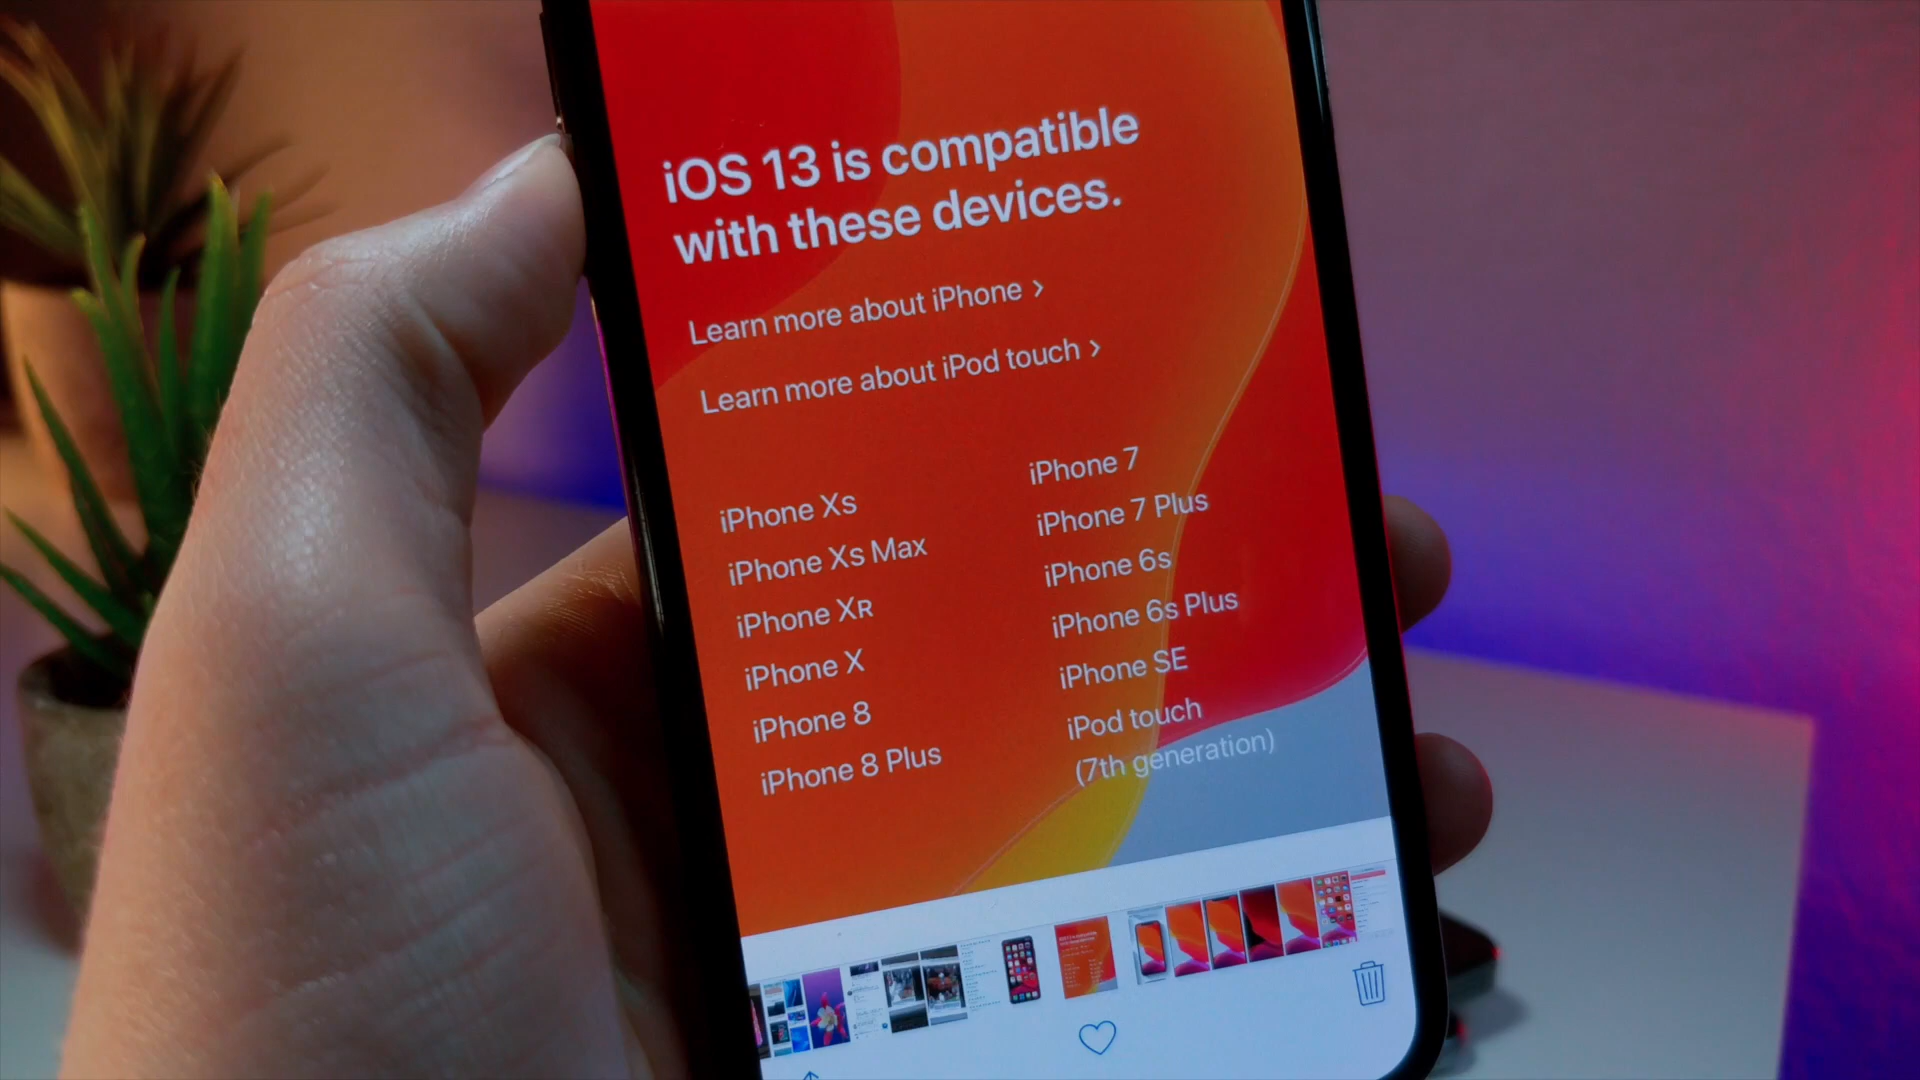 iOS 13 is compatible
with these devices.
Learn more about iPhone >
Learn more about iPod touch >
iPhone Xs
iPhone Xs Max
iPhone XR
iPhone X
iPhone 8
iPhone 8 Plus
iPhone 7
iPhone 7 Plus
iPhone 6s
iPhone 6s Plus
iPhone SE
iPod touch
(7th generation)